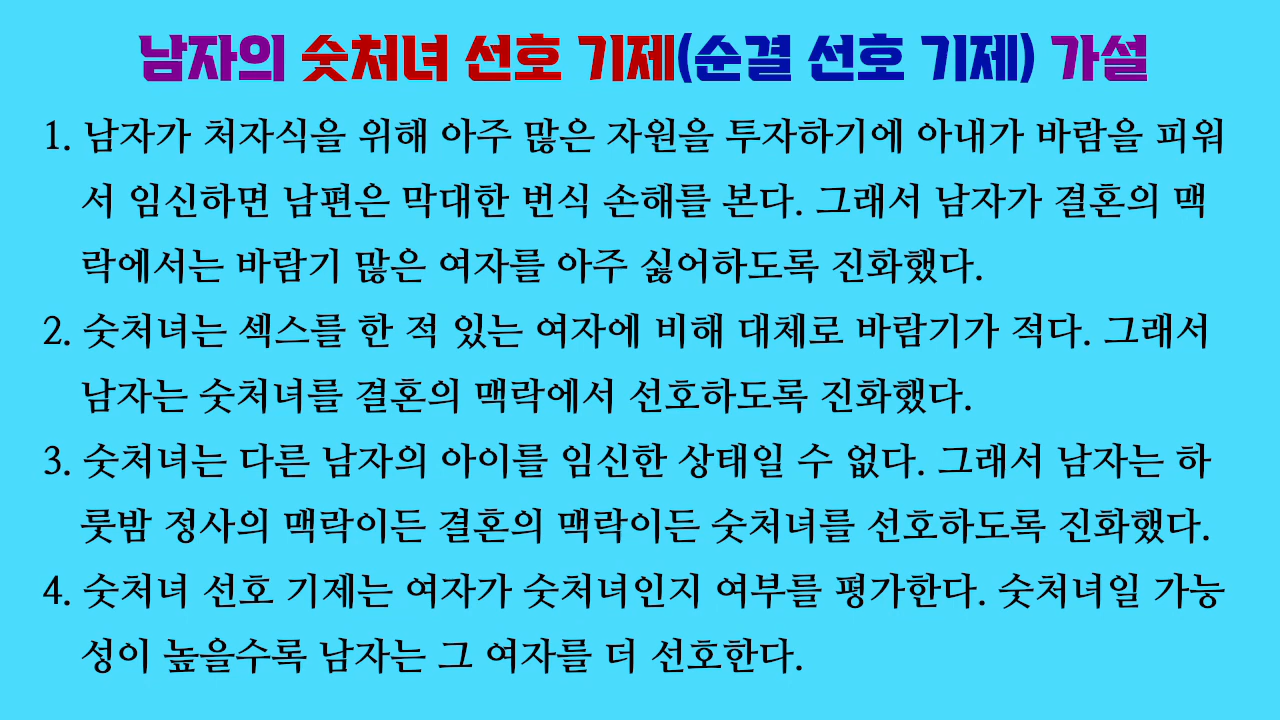 남자의 숫처녀 선호 기제(순결 선호 기제) 가설
1. 남자가 처자식을 위해 아주 많은 자원을 투자하기에 아내가 바람을 피워
서 임신하면 남편은 막대한 번식 손해를 본다. 그래서 남자가 결혼의 맥
락에서는 바람기 많은 여자를 아주 싫어하도록 진화했다.
2. 숫처녀는 섹스를 한 적 있는 여자에 비해 대체로 바람기가 적다. 그래서
남자는 숫처녀를 결혼의 맥락에서 선호하도록 진화했다.
3. 숫처녀는 다른 남자의 아이를 임신한 상태일 수 없다. 그래서 남자는 하
룻밤 정사의 맥락이든 결혼의 맥락이든 숫처녀를 선호하도록 진화했다.
4. 숫처녀 선호 기제는 여자가 숫처녀인지 여부를 평가한다. 숫처녀일 가능
성이 높을수록 남자는 그 여자를 더 선호한다.